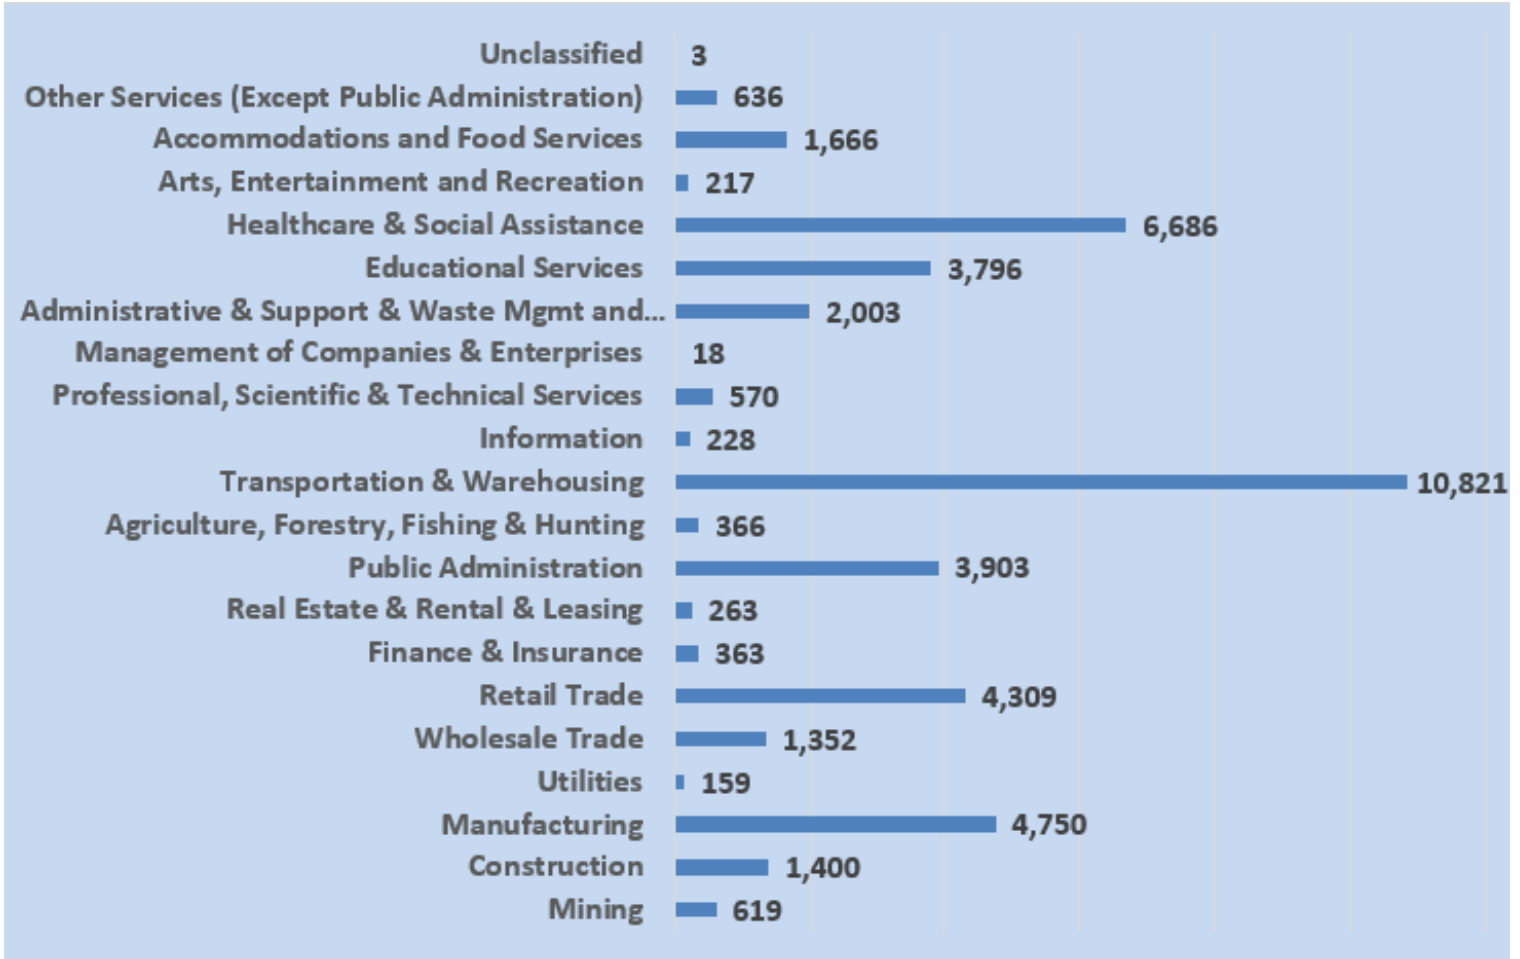 Unclassified 3
Other Services (Except Public Administration) 636
Accommodations and Food Services 1,666
Arts, Entertainment and Recreation 217
Healthcare & Social Assistance 6,686
Educational Services 3,796
Administrative & Support & Waste Mgmt and... 2,003
Management of Companies & Enterprises 18
Professional, Scientific & Technical Services 570
Information 228
Transportation & Warehousing 10,821
Agriculture, Forestry, Fishing & Hunting 366
Public Administration 3,903
Real Estate & Rental & Leasing 263
Finance & Insurance 363
Retail Trade 4,309
Wholesale Trade 1,352
Utilities 159
Manufacturing 4,750
Construction 1,400
Mining 619